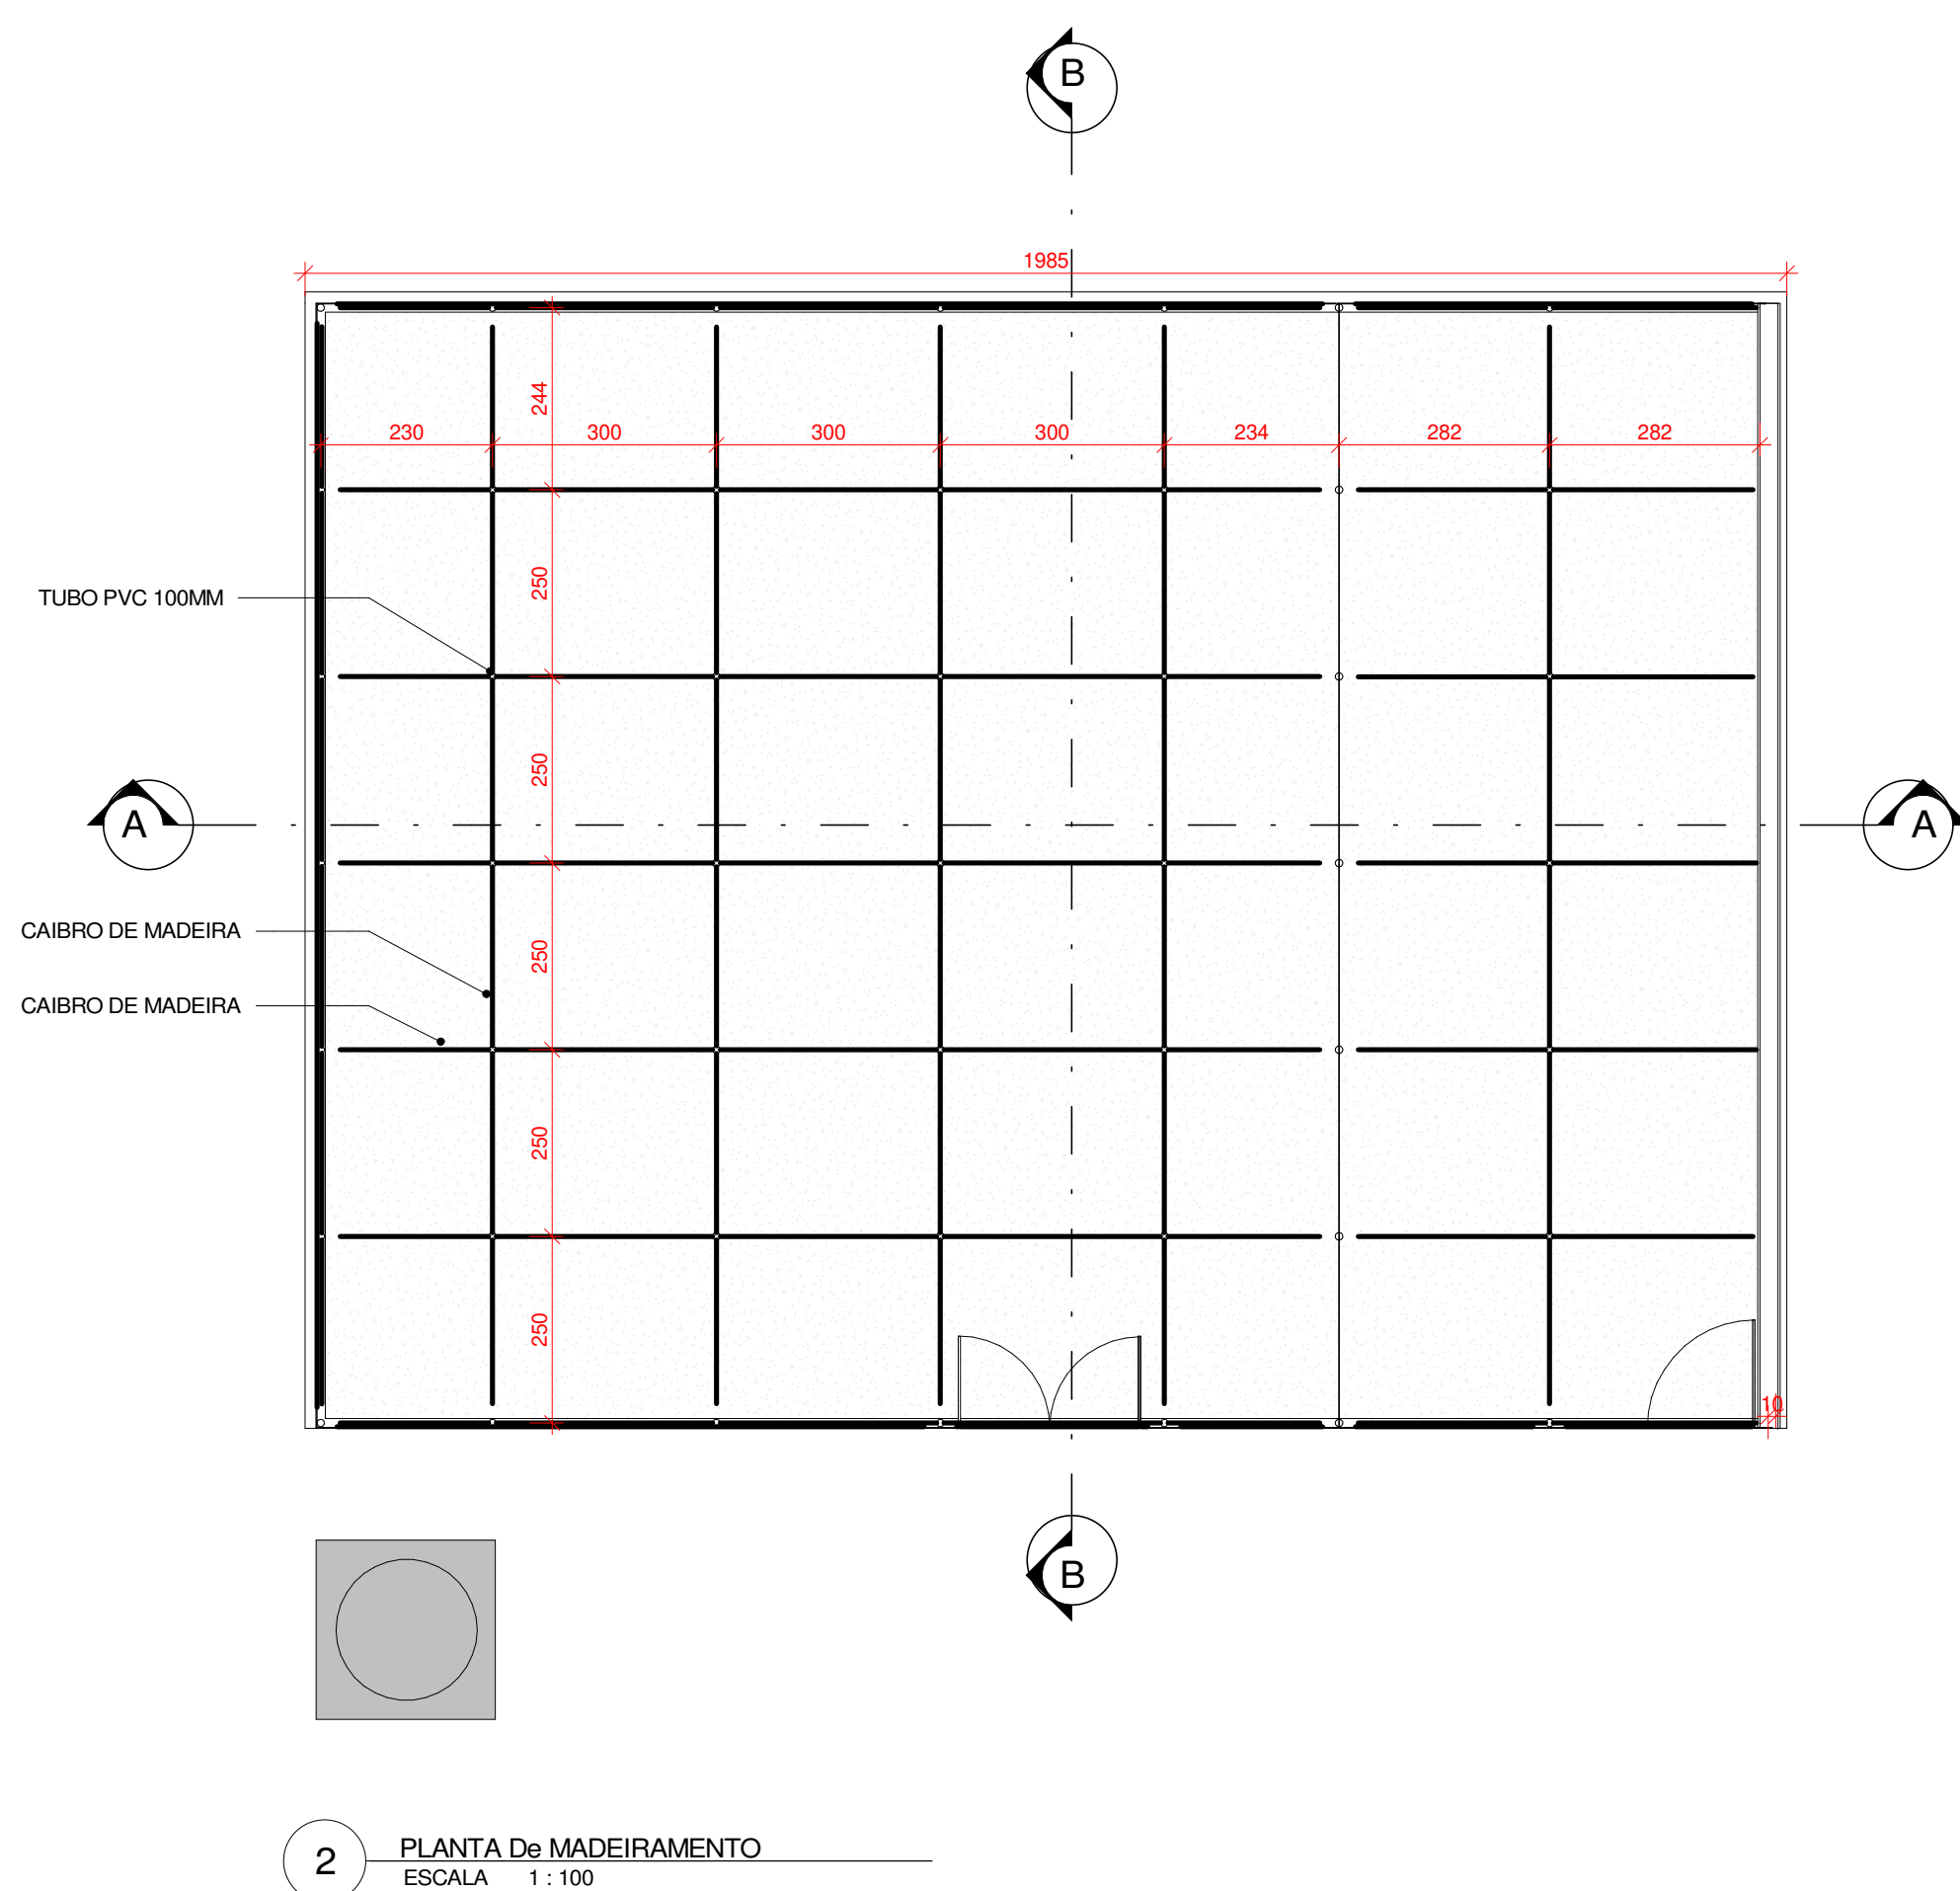 B
1985
244
230 300 300 300 234 282 282
250
TUBO PVC 100MM
250
A A
CAIBRO DE MADEIRA
250
CAIBRO DE MADEIRA
250
250
10
B
2 PLANTA De MADEIRAMENTO
ESCALA 1 : 100